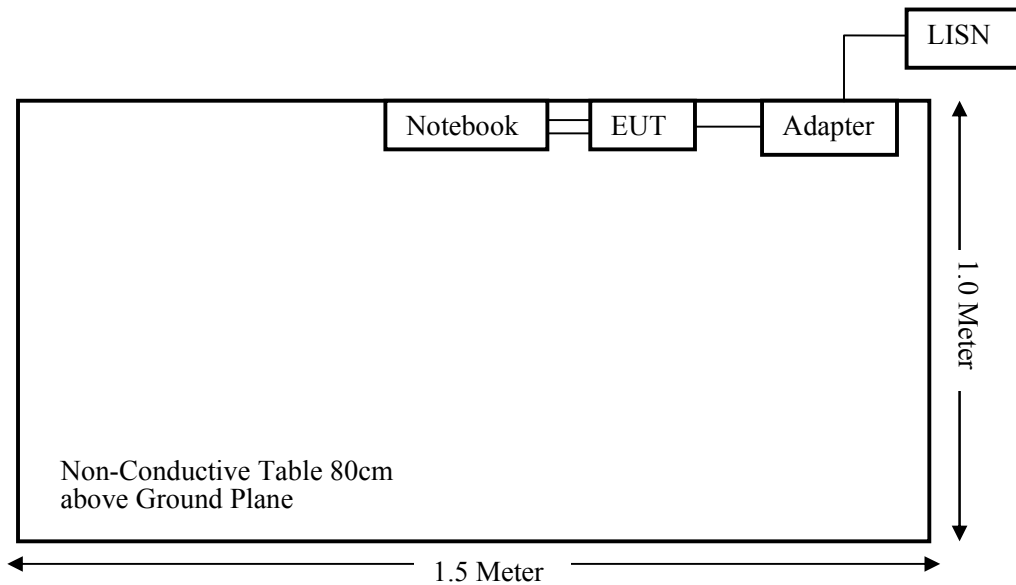 LISN
Notebook
EUT
Adapter
1.0 Meter
Non-Conductive Table 80cm
above Ground Plane
1.5 Meter